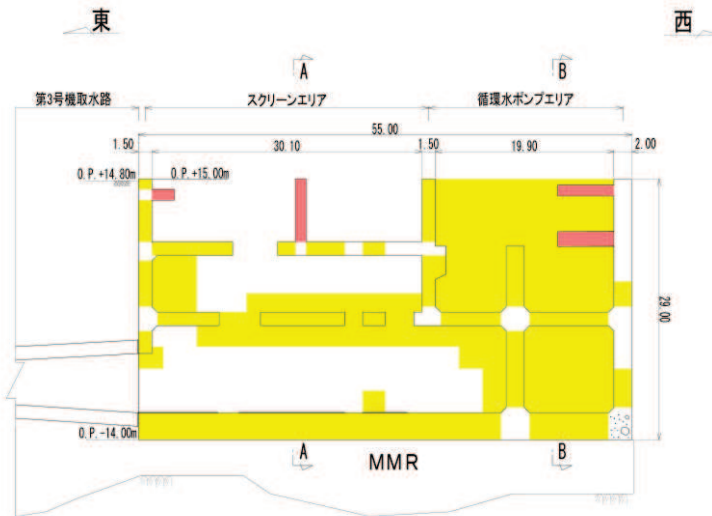 東
西
A
B
第3号機取水路
スクリーンエリア
循環水ポンプエリア
55.00
1.50
30.10
1.50
19.90
2.00
O.P.+14.80m
O.P.+15.00m
29.00
O.P.-14.00m
A
B
MMR